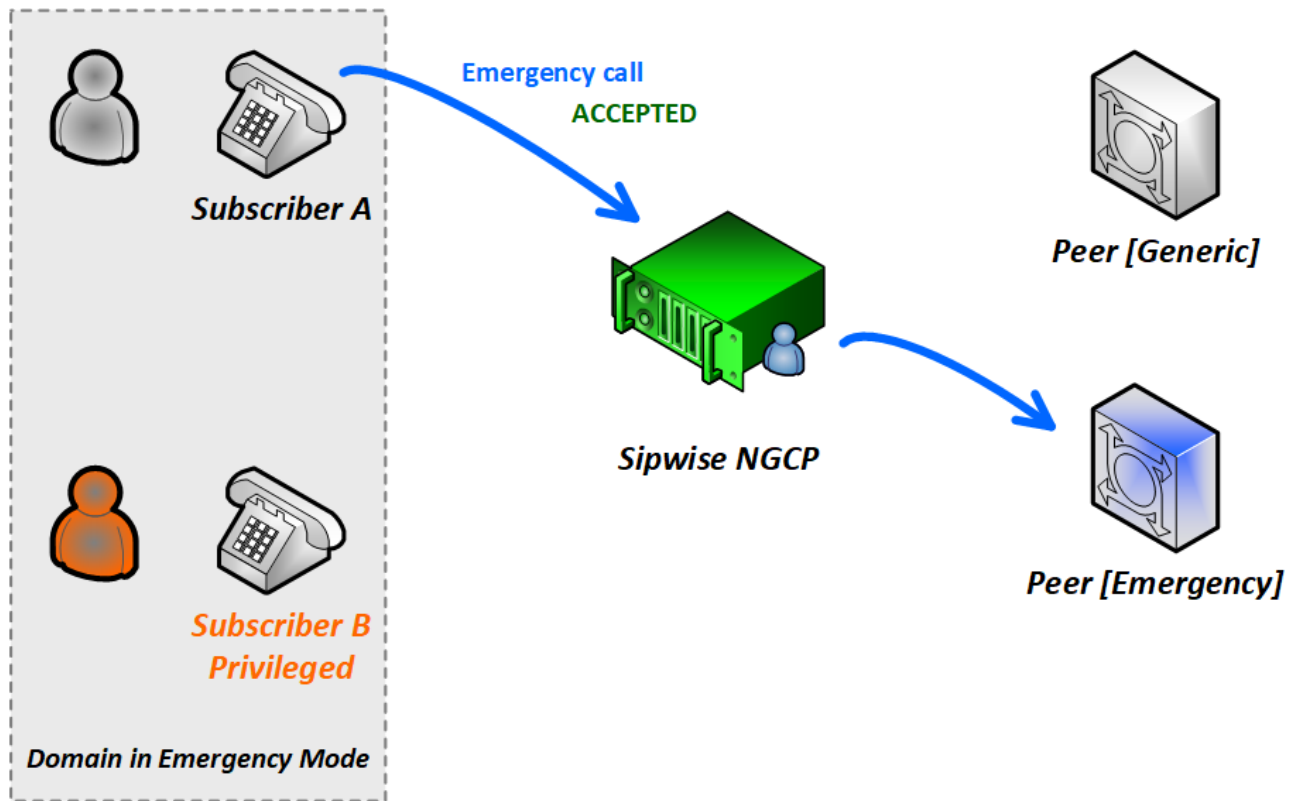 Emergency call
ACCEPTED
Subscriber A
Peer [Generic]
Sipwise NGCP
Peer [Emergency]
Subscriber B
Privileged
Domain in Emergency Mode